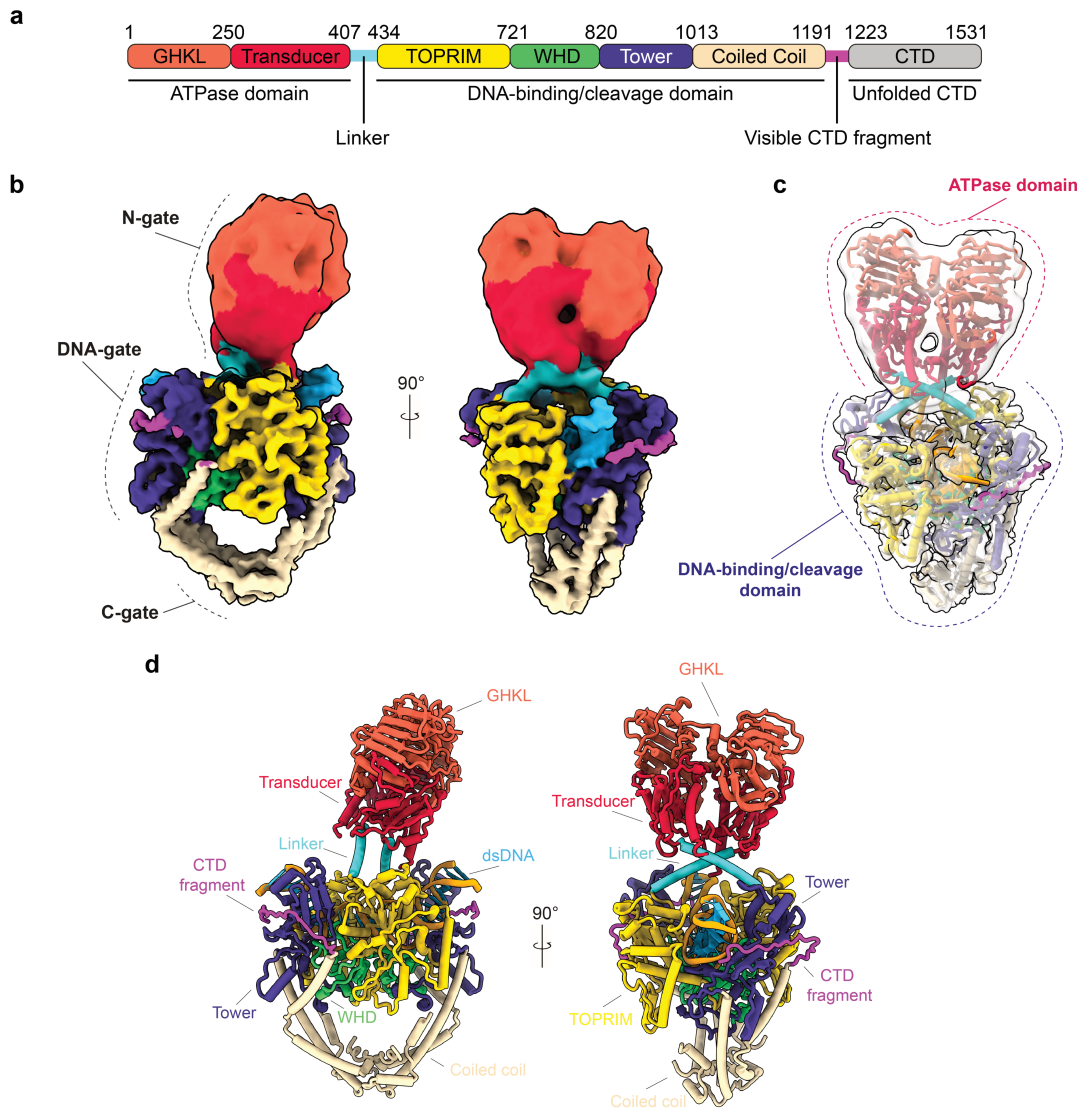 a
1 250 407 434 721 820 1013 1191 1223 1531
GHKL Transducer TOPRIM WHD Tower Coiled Coil CTD
ATPase domain DNA-binding/cleavage domain Unfolded CTD
Linker Visible CTD fragment
b
N-gate
DNA-gate
C-gate
90°
c
ATPase domain
DNA-binding/cleavage
domain
d
GHKL
Transducer
Linker
CTD
fragment
dsDNA
Tower
WHD
Coiled coil
90°
GHKL
Transducer
Linker
Tower
CTD
fragment
TOPRIM
Coiled coil